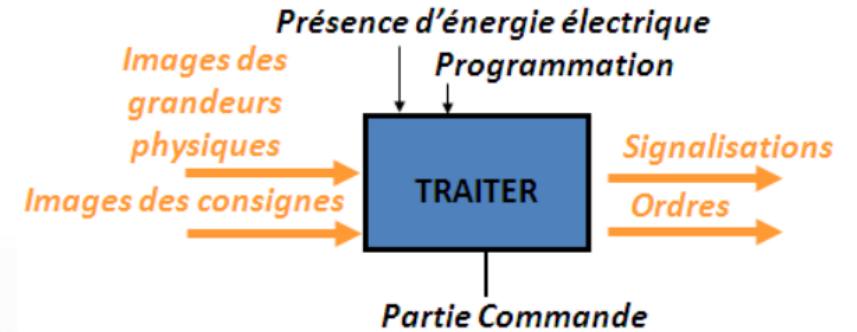 Présence d’énergie électrique
Programmation
Images des
grandeurs
physiques
Images des consignes
TRAITER
Signalisations
Ordres
Partie Commande